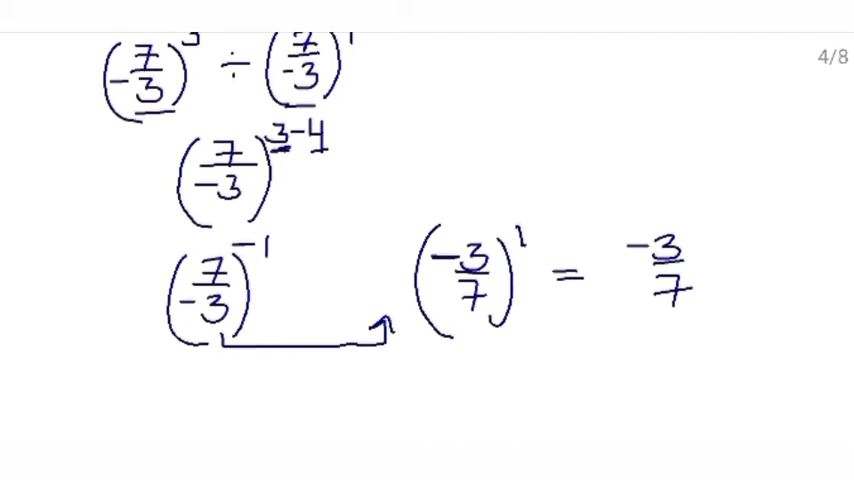 (7/-3)^3 ÷ (7/-3)
4/8
(7/-3)^3-4
(7/-3)^-1 (-3/7)^1 = -3/7